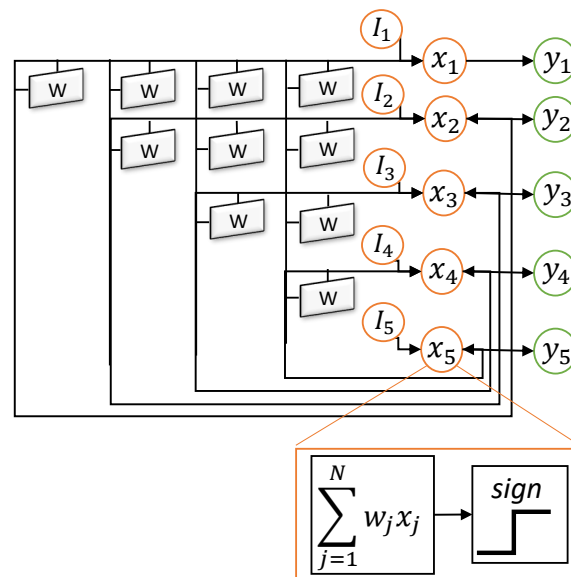 I₁
x₁ y₁
W W W W
I₂
x₂ y₂
W W W
I₃
x₃ y₃
W W
I₄
x₄ y₄
W
I₅
x₅ y₅
N
∑ wⱼxⱼ
j=1
sign